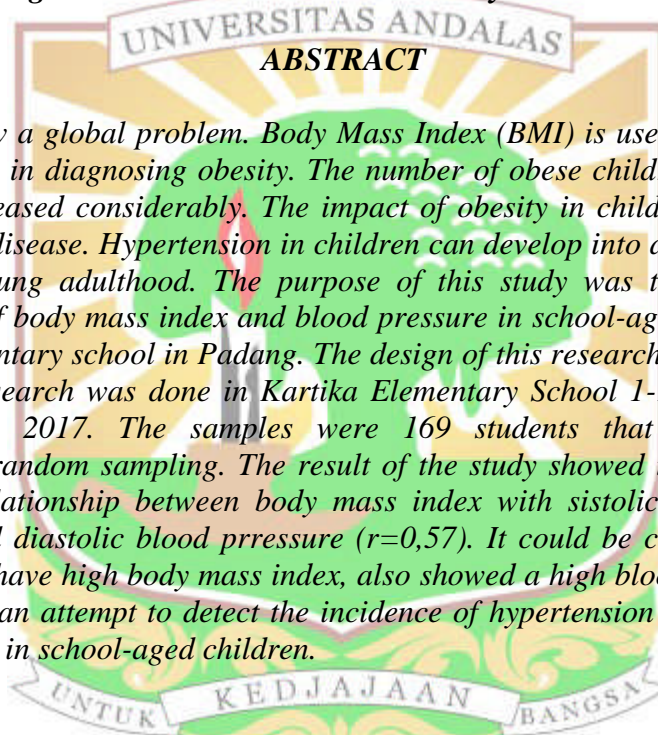 UNIVERSITAS ANDALAS
ABSTRACT
a global problem. Body Mass Index (BMI) is use
in diagnosing obesity. The number of obese child
eased considerably. The impact of obesity in child
disease. Hypertension in children can develop into
ung adulthood. The purpose of this study was t
f body mass index and blood pressure in school-ag
ntary school in Padang. The design of this research
search was done in Kartika Elementary School 1-
2017. The samples were 169 students that
random sampling. The result of the study showed
lationship between body mass index with sistolic
diastolic blood prressure (r=0,57). It could be c
have high body mass index, also showed a high bloo
an attempt to detect the incidence of hypertension
in school-aged children.
UNTUK KEDJAJAAN BANGSA